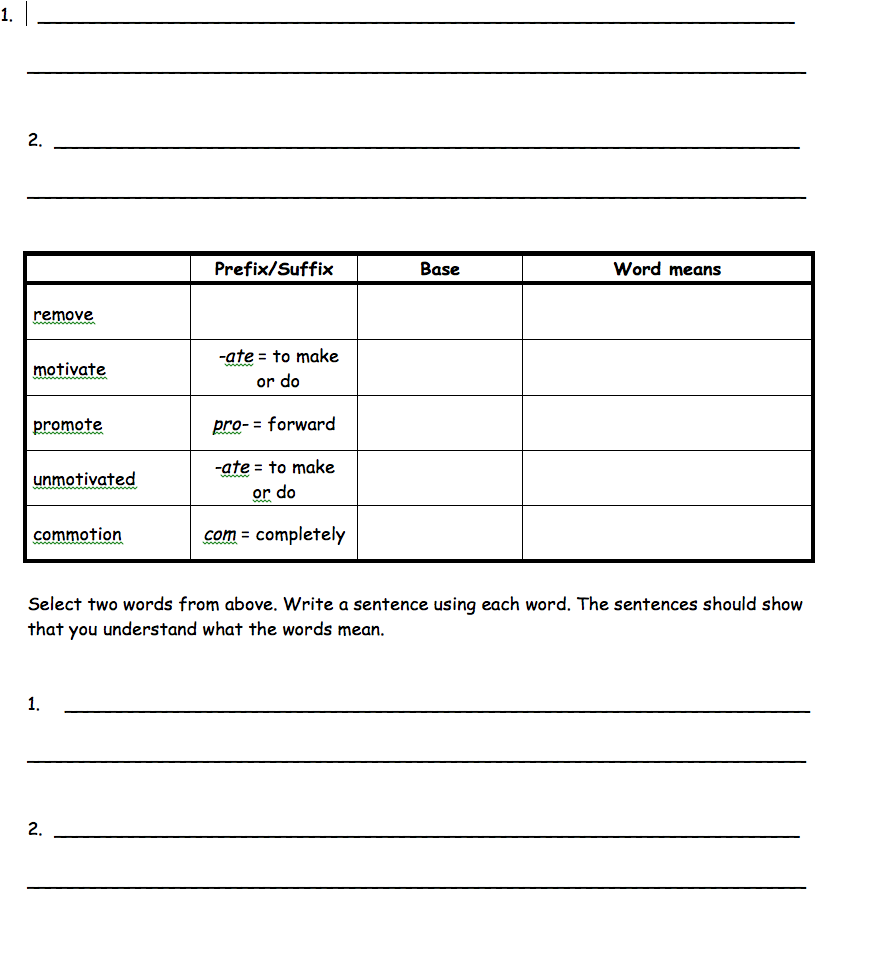 1.
2.
Prefix/Suffix Base Word means
remove
motivate -ate = to make or do
promote pro- = forward
unmotivated -ate = to make or do
commotion com = completely
Select two words from above. Write a sentence using each word. The sentences should show
that you understand what the words mean.
1.
2.